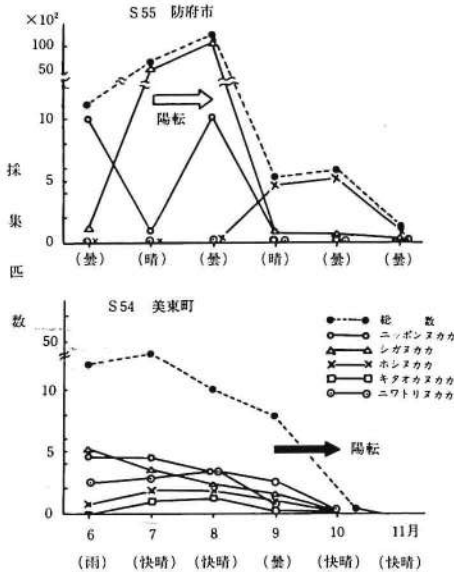 S55 防府市
×10²
100
50
10
5
0
陽転
(曇) (晴) (曇) (晴) (曇) (曇)
採集匹数
S54 美東町
50
10
5
0
総数
ニッポンヌカカ
シガヌカカ
ホシヌカカ
キタオカヌカカ
ニワトリヌカカ
陽転
6 7 8 9 10 11月
(雨) (快晴) (快晴) (曇) (快晴) (快晴)